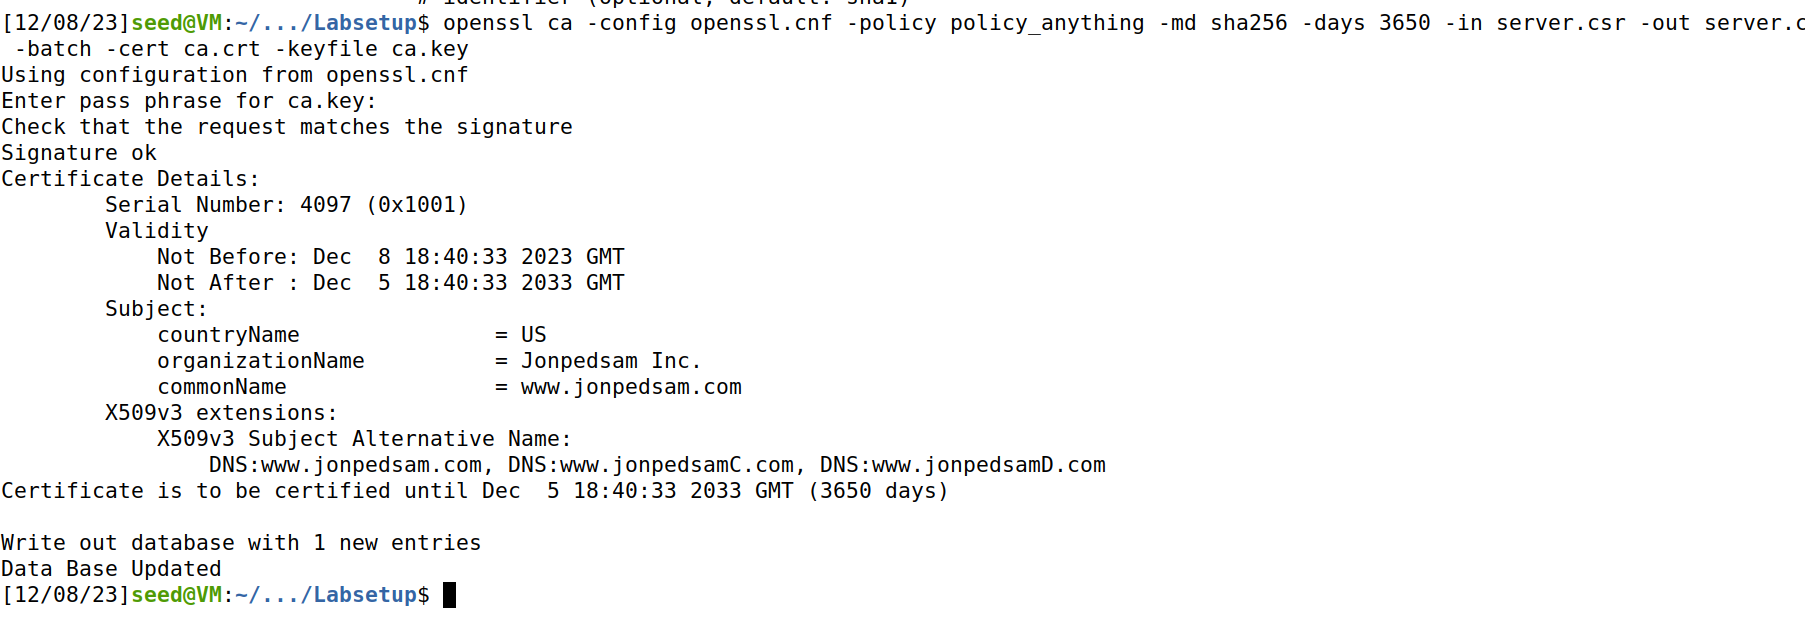 # identifier (optional, default: sha1)
[12/08/23]seed@VM:~/.../Labsetup$ openssl ca -config openssl.cnf -policy policy_anything -md sha256 -days 3650 -in server.csr -out server.c
 -batch -cert ca.crt -keyfile ca.key
Using configuration from openssl.cnf
Enter pass phrase for ca.key:
Check that the request matches the signature
Signature ok
Certificate Details:
        Serial Number: 4097 (0x1001)
        Validity
            Not Before: Dec  8 18:40:33 2023 GMT
            Not After : Dec  5 18:40:33 2033 GMT
        Subject:
            countryName               = US
            organizationName          = Jonpedsam Inc.
            commonName                = www.jonpedsam.com
        X509v3 extensions:
            X509v3 Subject Alternative Name:
                DNS:www.jonpedsam.com, DNS:www.jonpedsamC.com, DNS:www.jonpedsamD.com
Certificate is to be certified until Dec  5 18:40:33 2033 GMT (3650 days)

Write out database with 1 new entries
Data Base Updated
[12/08/23]seed@VM:~/.../Labsetup$